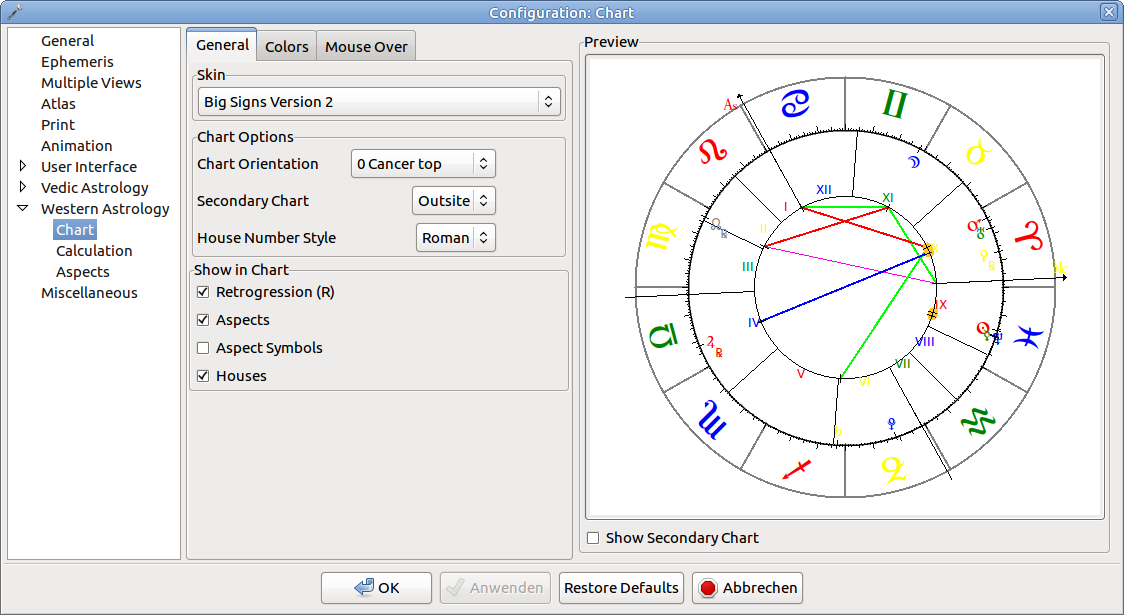 Configuration: Chart
General
Ephemeris
Multiple Views
Atlas
Print
Animation
User Interface
Vedic Astrology
Western Astrology
Chart
Calculation
Aspects
Miscellaneous
General Colors Mouse Over
Skin
Big Signs Version 2
Chart Options
Chart Orientation 0 Cancer top
Secondary Chart Outsite
House Number Style Roman
Show in Chart
Retrogression (R)
Aspects
Aspect Symbols
Houses
Preview
As
XII
XI
I
II
III
IX
IV
VIII
VII
V
VI
Show Secondary Chart
OK Anwenden Restore Defaults Abbrechen